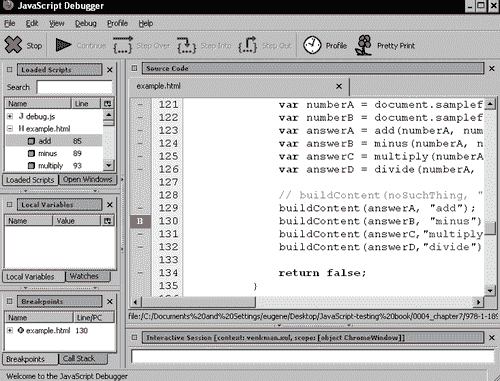 JavaScript Debugger
File Edit View Debug Profile Help
Stop Continue Step Over Step Into Step Out Profile Pretty Print
Loaded Scripts
Search
Name Line
debug.js
example.html
add 85
minus 89
multiply 93
Loaded Scripts Open Windows
Local Variables
Name Value
Local Variables Watches
Breakpoints
Name Line/PC
example.html 130
Breakpoints Call Stack
Source Code
example.html
121 var numberA = document.samplef
122 var numberB = document.samplef
123 var answerA = add(numberA, num
124 var answerB = minus(numberA, n
125 var answerC = multiply(numberA
126 var answerD = divide(numberA,
127
128 // buildContent(noSuchThing, "
129 buildContent(answerA, "add");
B 130 buildContent(answerB, "minus")
131 buildContent(answerC,"multiply
132 buildContent(answerD,"divide")
133
134 return false;
135 }
136
file:/C:/Documents%20and%20Settings/eugene/Desktop/JavaScript-testing%20book/0004_chapter7/978-1-189
Interactive Session [context: venkman.xul, scope: [object ChromeWindow]]
Welcome to the JavaScript Debugger